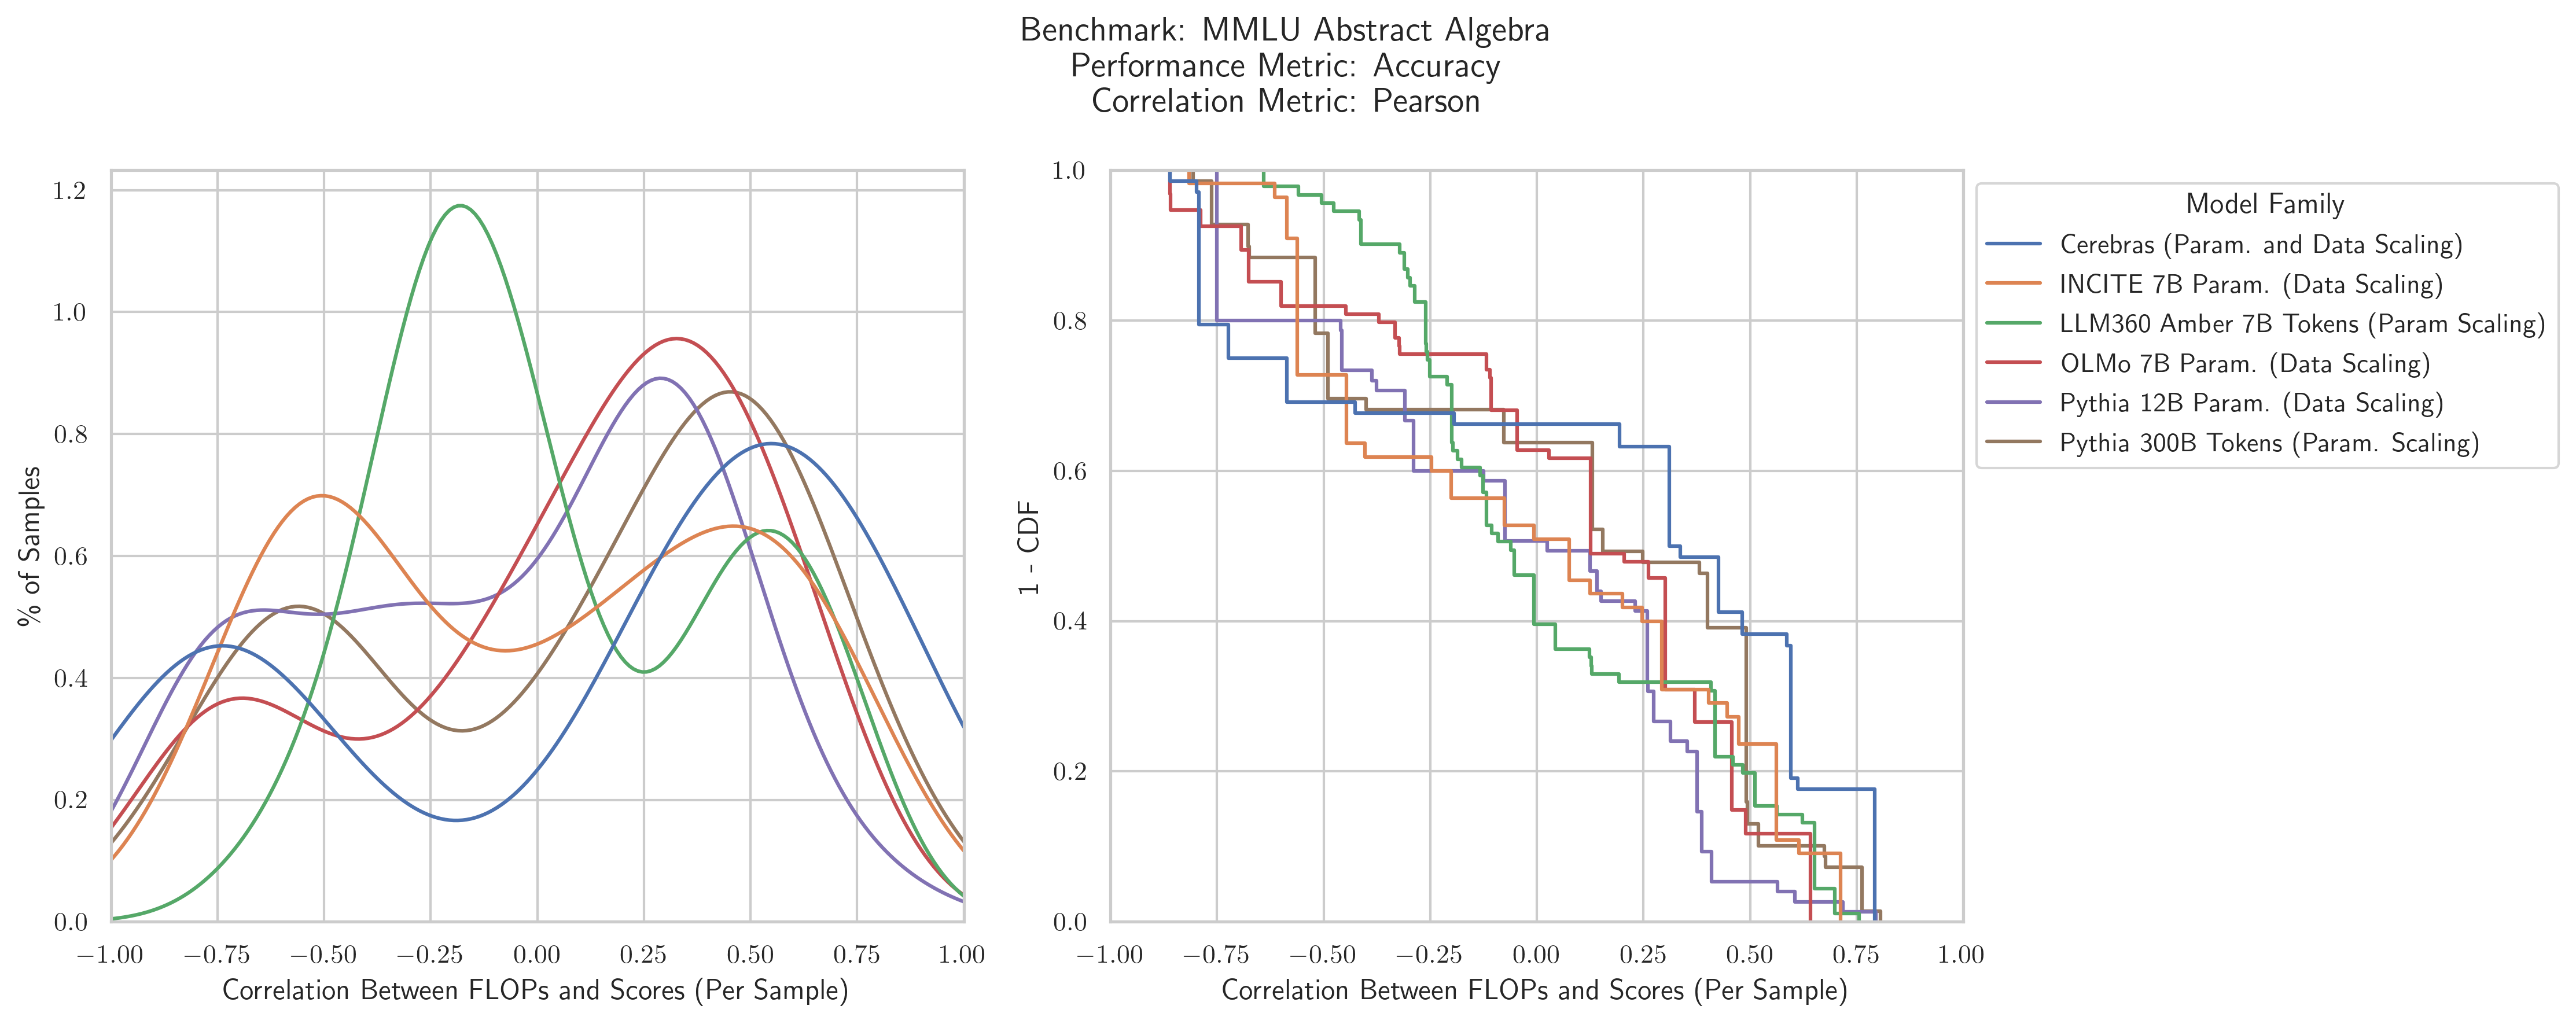 Benchmark: MMLU Abstract Algebra
Performance Metric: Accuracy
Correlation Metric: Pearson
% of Samples
1.2
1.0
0.8
0.6
0.4
0.2
0.0
−1.00 −0.75 −0.50 −0.25 0.00 0.25 0.50 0.75 1.00
Correlation Between FLOPs and Scores (Per Sample)
1 - CDF
1.0
0.8
0.6
0.4
0.2
0.0
−1.00 −0.75 −0.50 −0.25 0.00 0.25 0.50 0.75 1.00
Correlation Between FLOPs and Scores (Per Sample)
Model Family
Cerebras (Param. and Data Scaling)
INCITE 7B Param. (Data Scaling)
LLM360 Amber 7B Tokens (Param Scaling)
OLMo 7B Param. (Data Scaling)
Pythia 12B Param. (Data Scaling)
Pythia 300B Tokens (Param. Scaling)